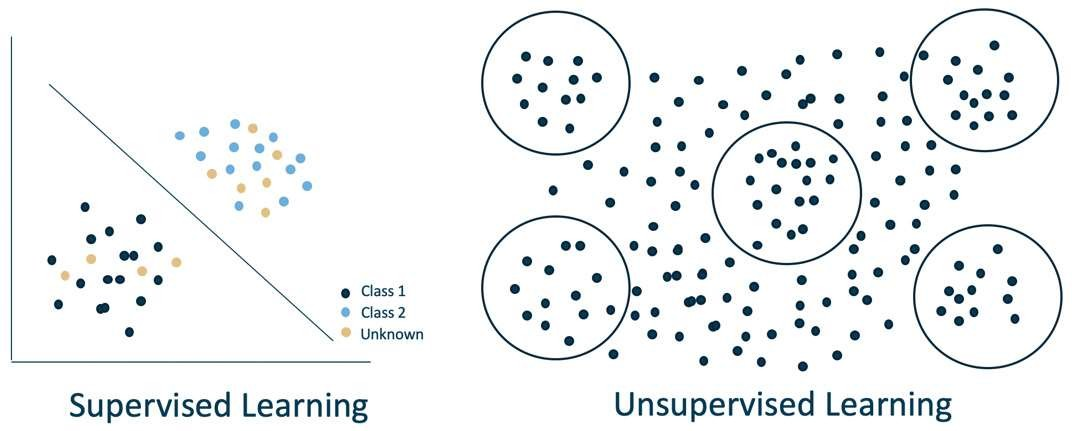 Class 1
Class 2
Unknown
Supervised Learning
Unsupervised Learning